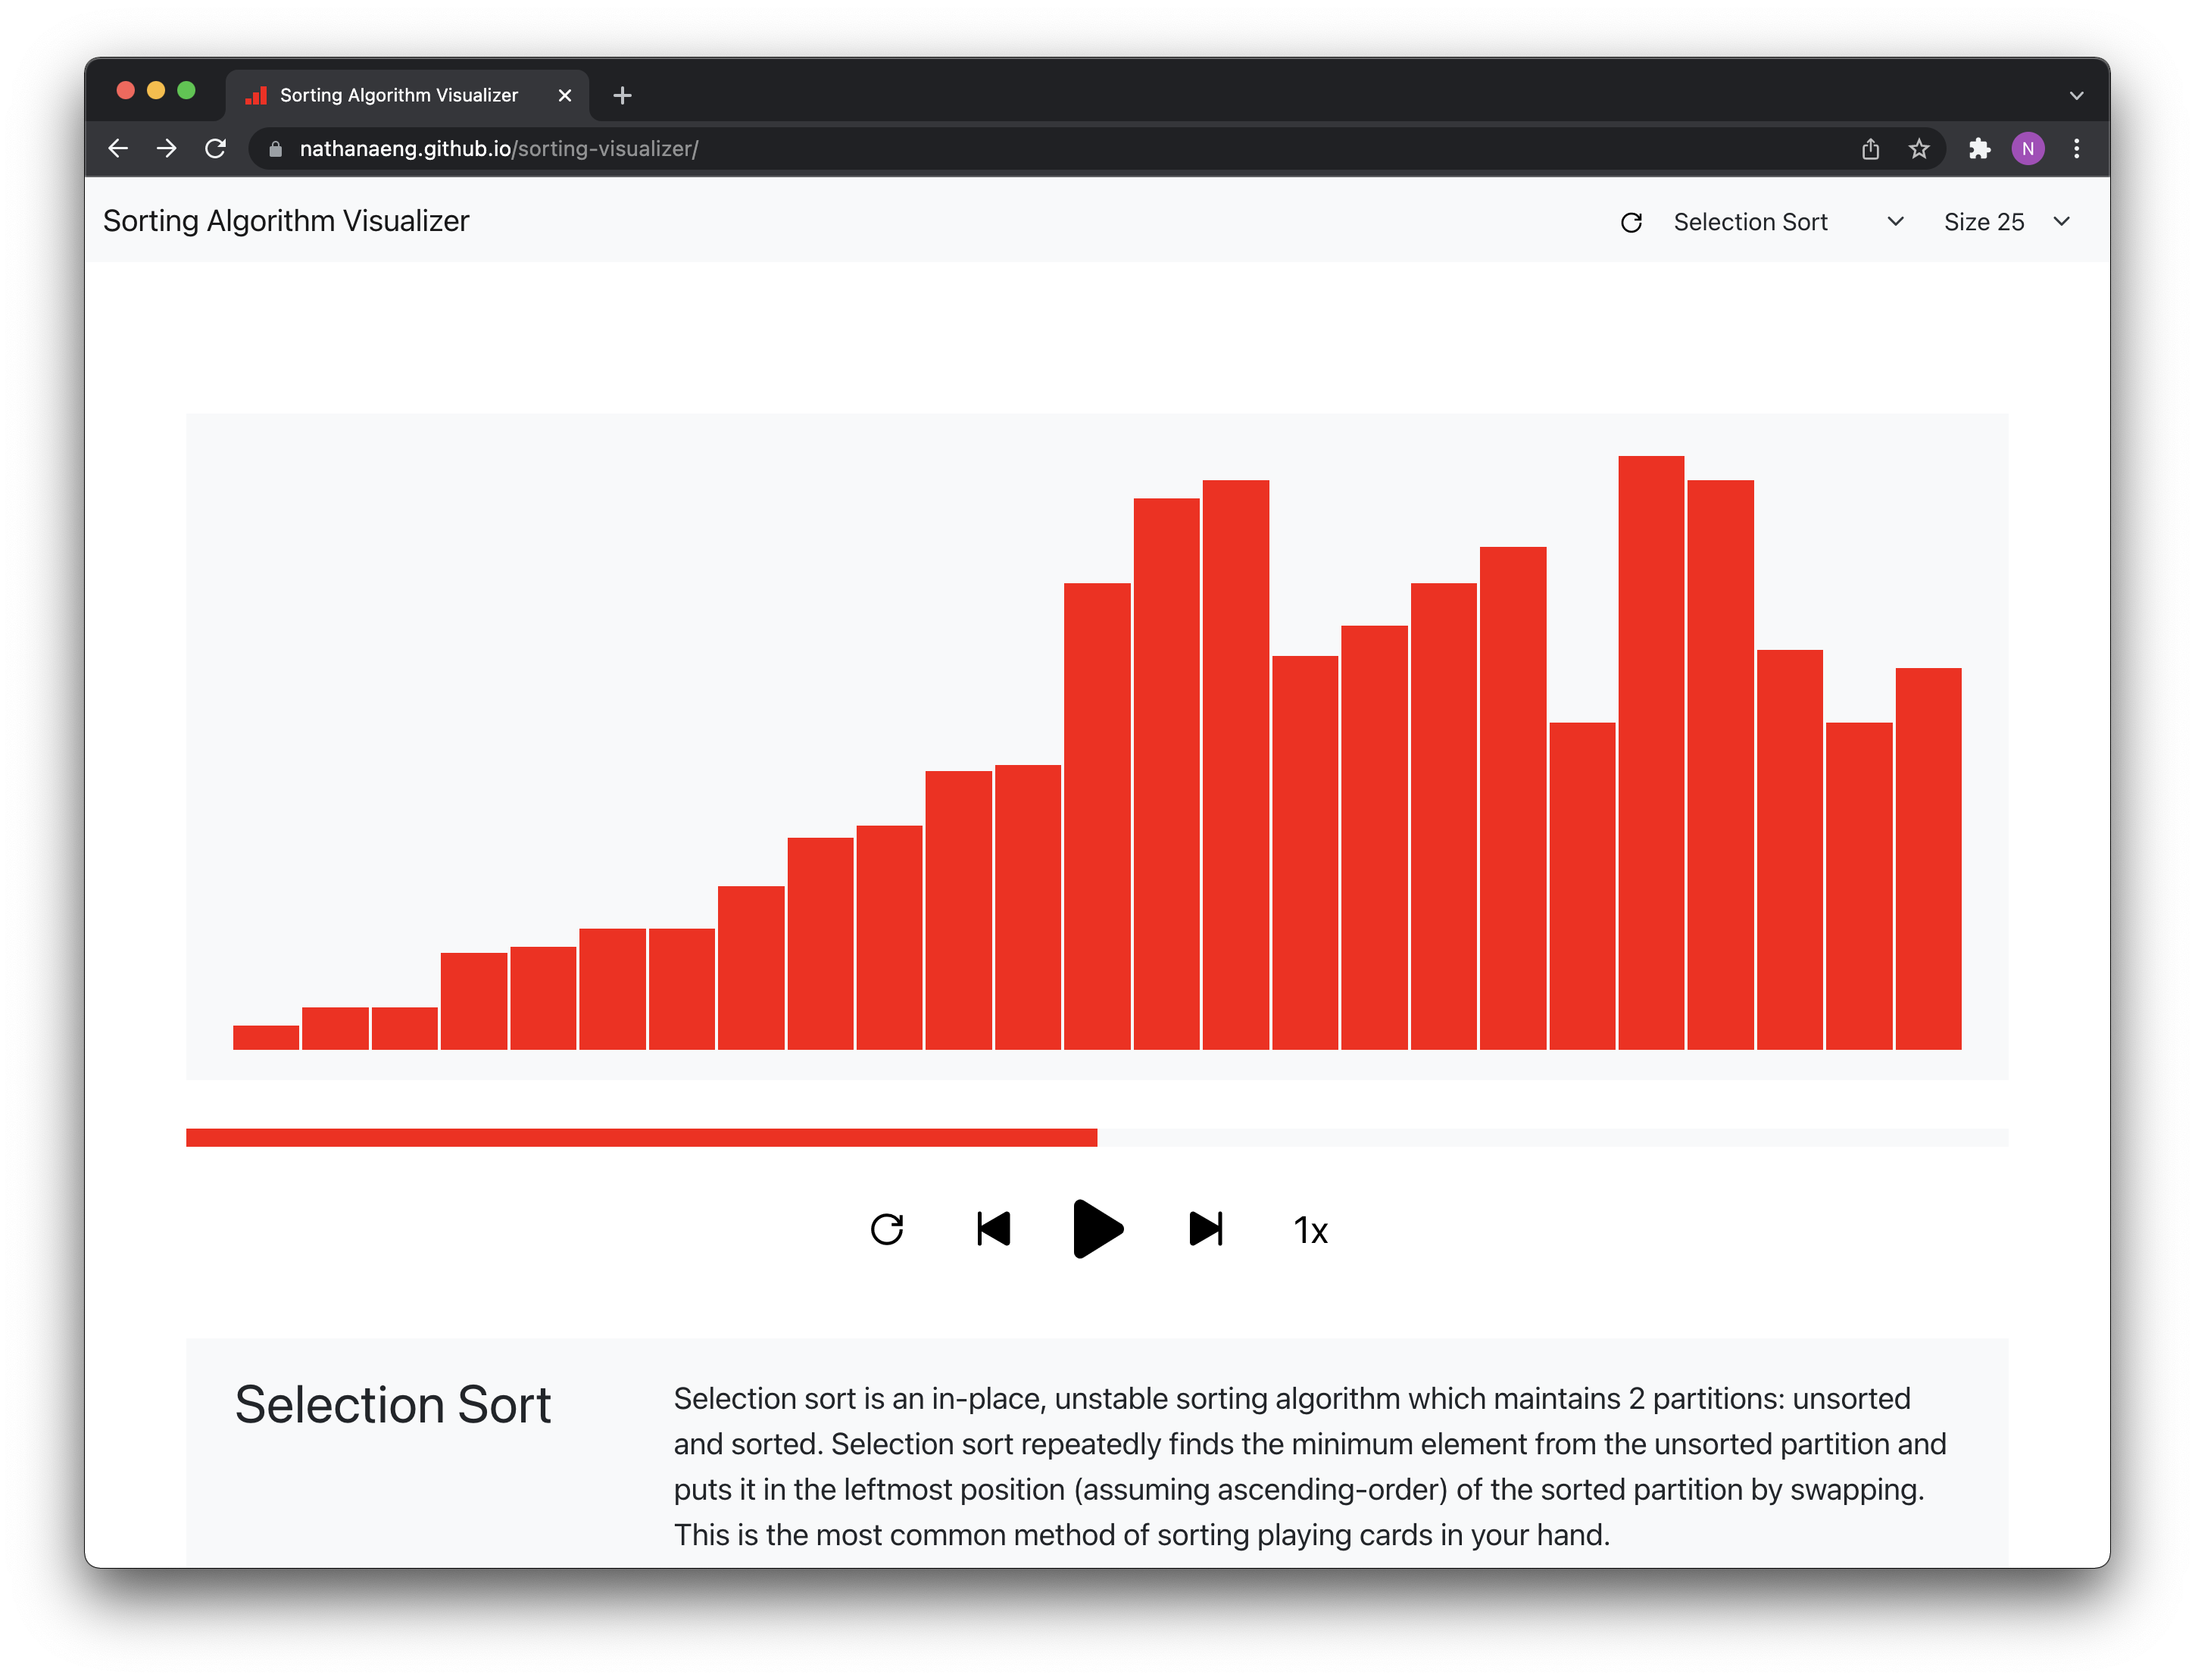 Sorting Algorithm Visualizer
nathanaeng.github.io/sorting-visualizer/
N
Sorting Algorithm Visualizer
Selection Sort
Size 25
1x
Selection Sort
Selection sort is an in-place, unstable sorting algorithm which maintains 2 partitions: unsorted
and sorted. Selection sort repeatedly finds the minimum element from the unsorted partition and
puts it in the leftmost position (assuming ascending-order) of the sorted partition by swapping.
This is the most common method of sorting playing cards in your hand.